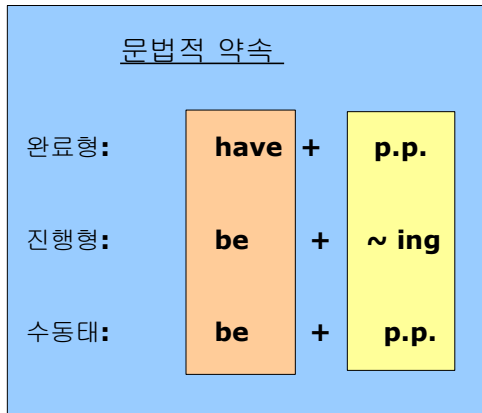 문법적 약속
완료형: have + p.p.
진행형: be + ~ ing
수동태: be + p.p.